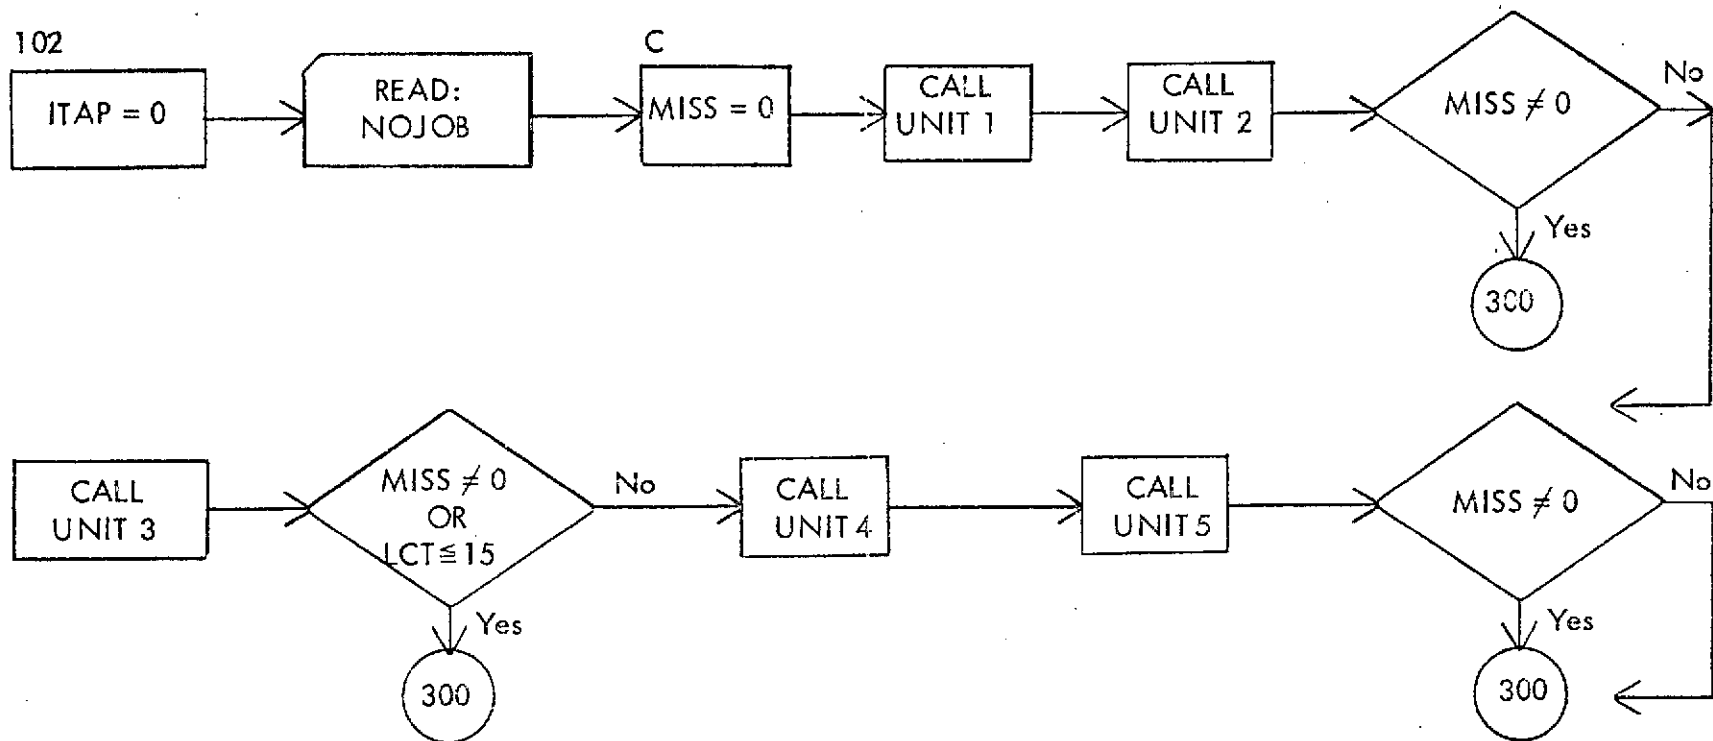 102
ITAP = 0
READ:
NOJOB
C
MISS = 0
CALL
UNIT 1
CALL
UNIT 2
MISS ≠ 0
No
Yes
300
CALL
UNIT 3
MISS ≠ 0
OR
LCT ≦ 15
No
Yes
300
CALL
UNIT 4
CALL
UNIT 5
MISS ≠ 0
No
Yes
300